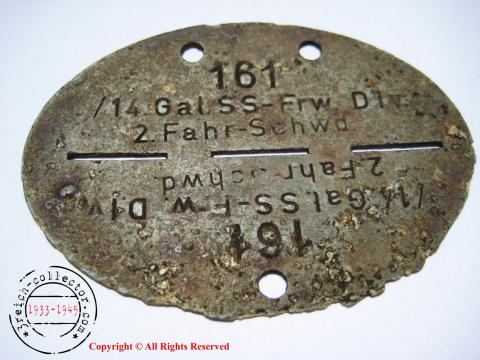 161
/14.Gal.SS-Frw. Div.
2.Fahr-Schwd
2.Fahr-Schwd
/14.Gal.SS-Frw. Div.
161
3reich-collector.com
1933-1945
Copyright © All Rights Reserved